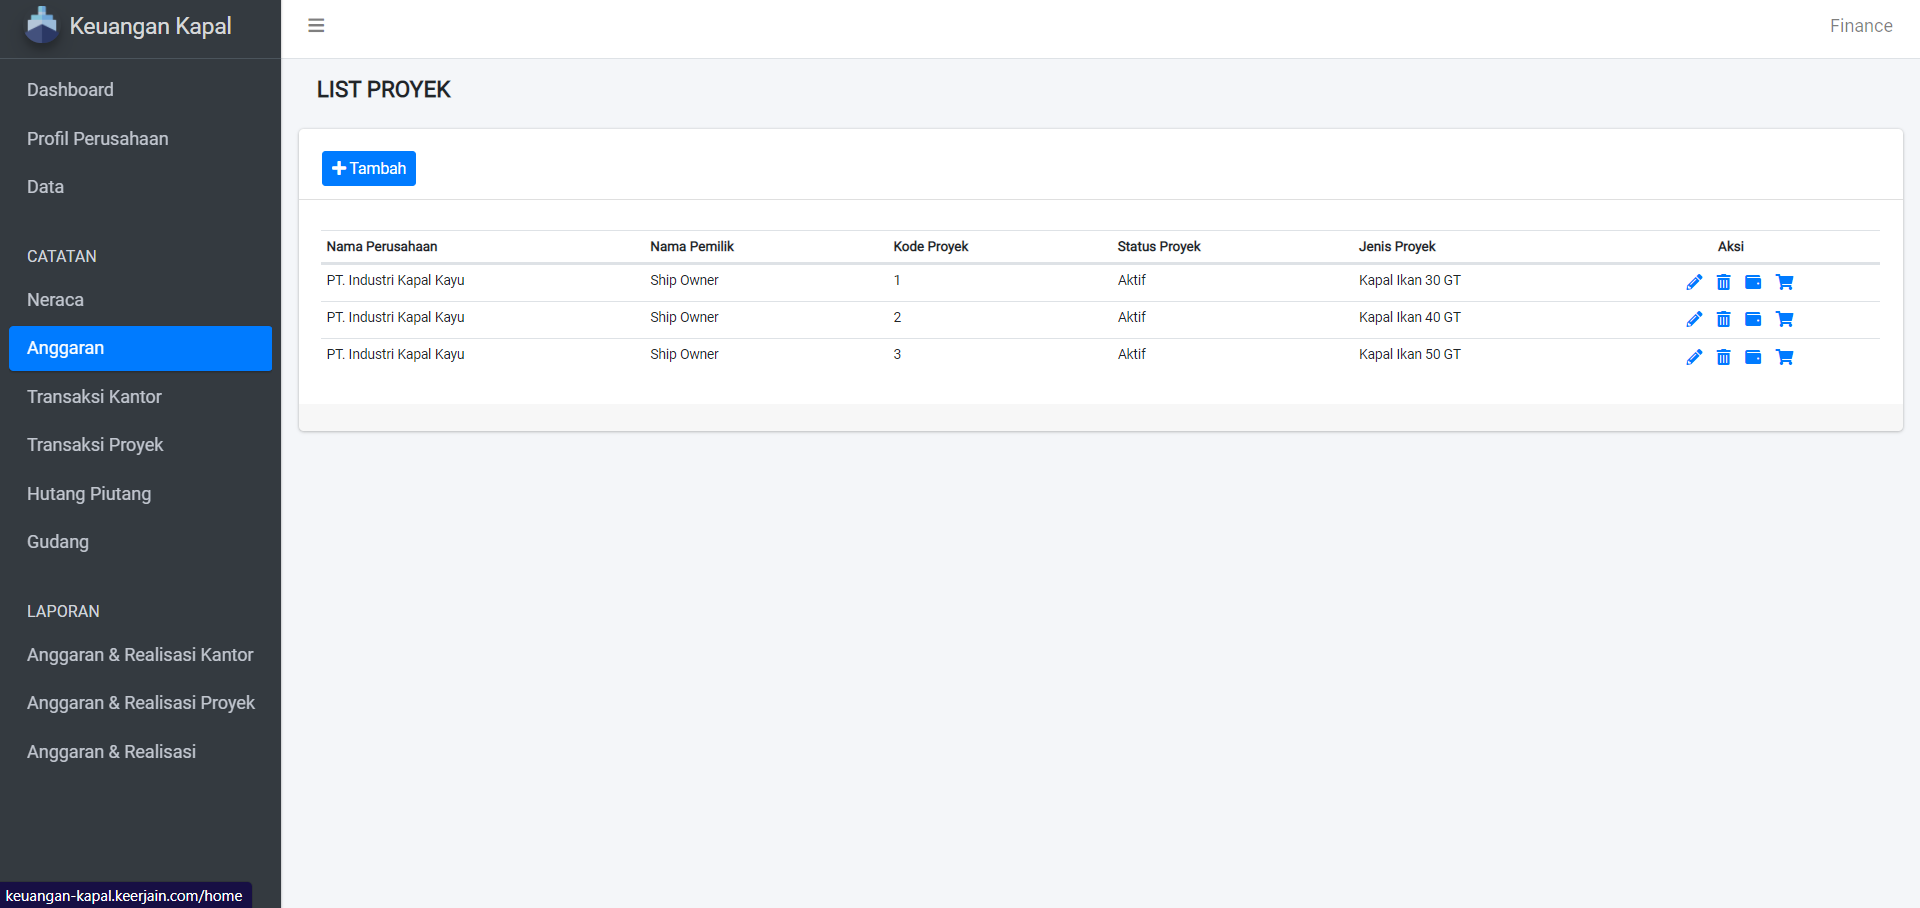 Keuangan Kapal
Finance
Dashboard
Profil Perusahaan
Data
CATATAN
Neraca
Anggaran
Transaksi Kantor
Transaksi Proyek
Hutang Piutang
Gudang
LAPORAN
Anggaran & Realisasi Kantor
Anggaran & Realisasi Proyek
Anggaran & Realisasi
LIST PROYEK
Tambah
Nama Perusahaan Nama Pemilik Kode Proyek Status Proyek Jenis Proyek Aksi
PT. Industri Kapal Kayu Ship Owner 1 Aktif Kapal Ikan 30 GT
PT. Industri Kapal Kayu Ship Owner 2 Aktif Kapal Ikan 40 GT
PT. Industri Kapal Kayu Ship Owner 3 Aktif Kapal Ikan 50 GT
keuangan-kapal.keerjain.com/home